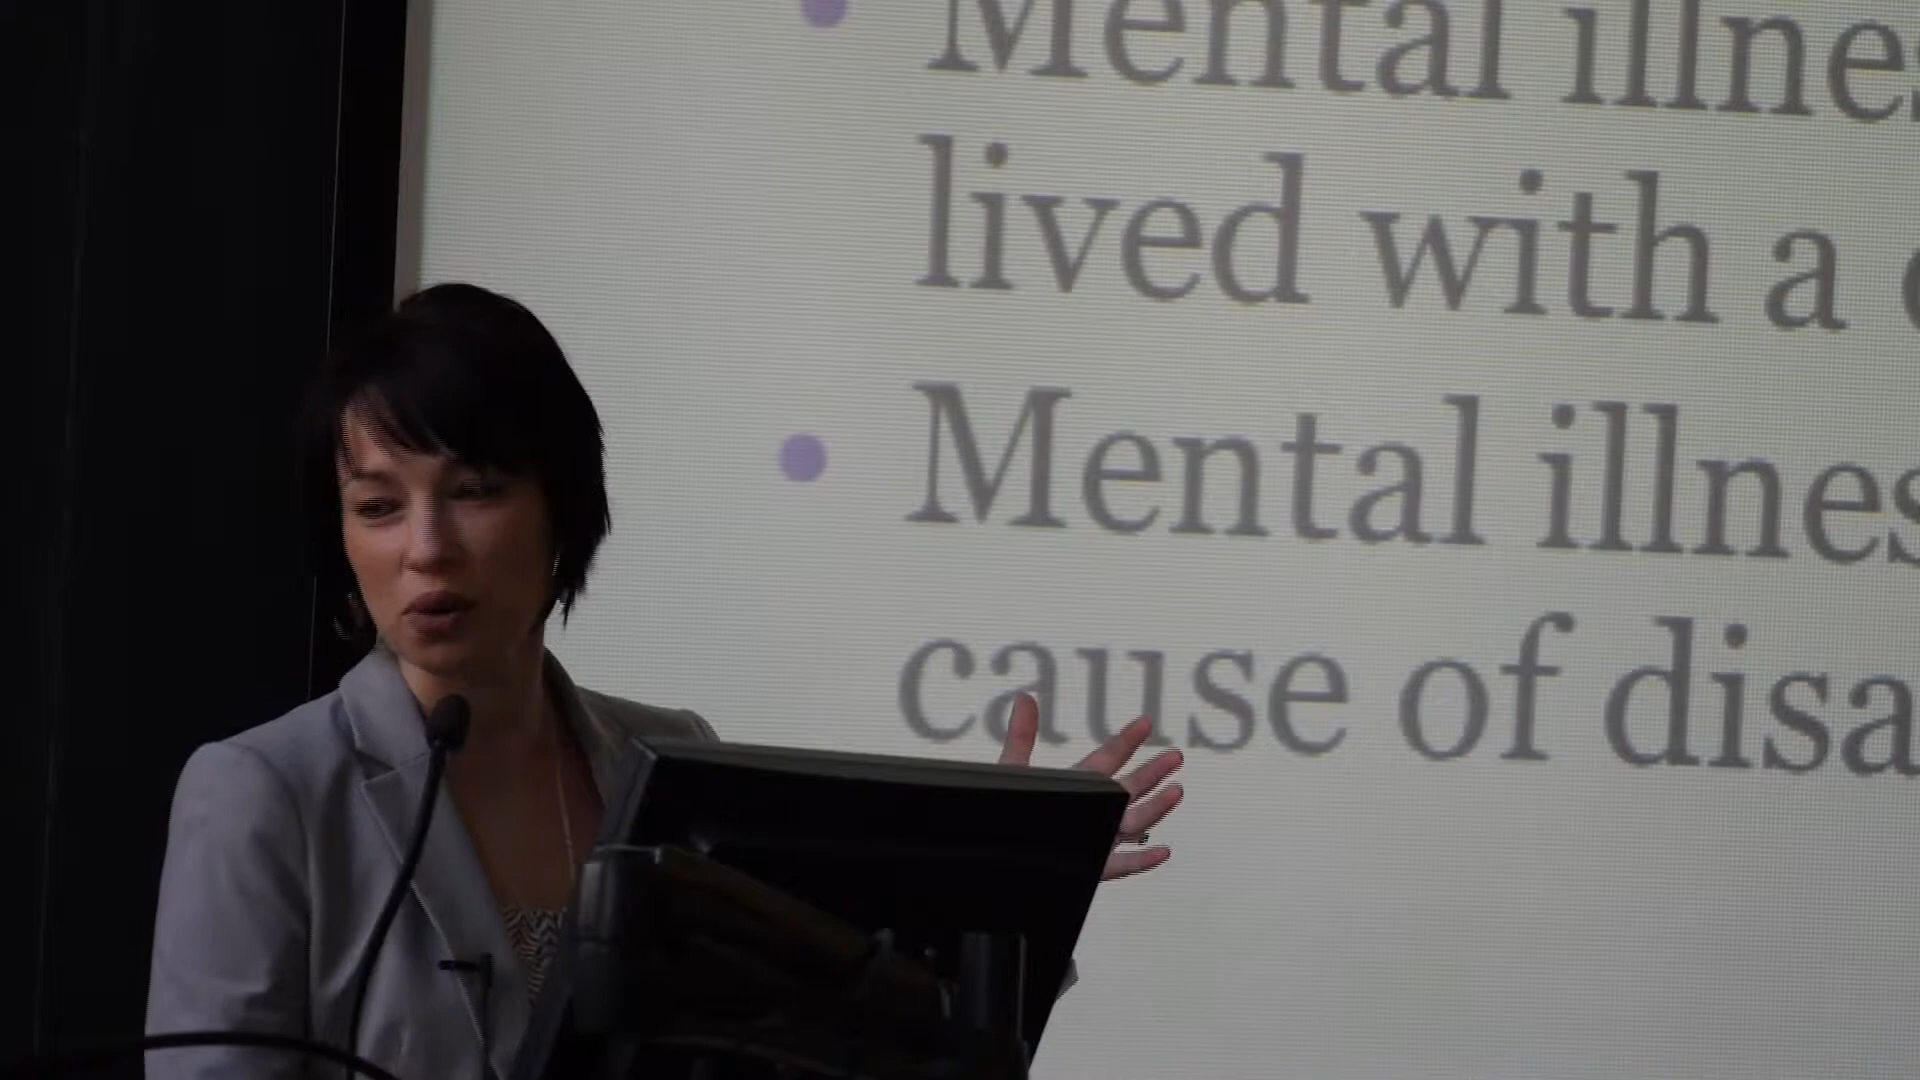 • Mental illnes
lived with a
• Mental illnes
cause of disa